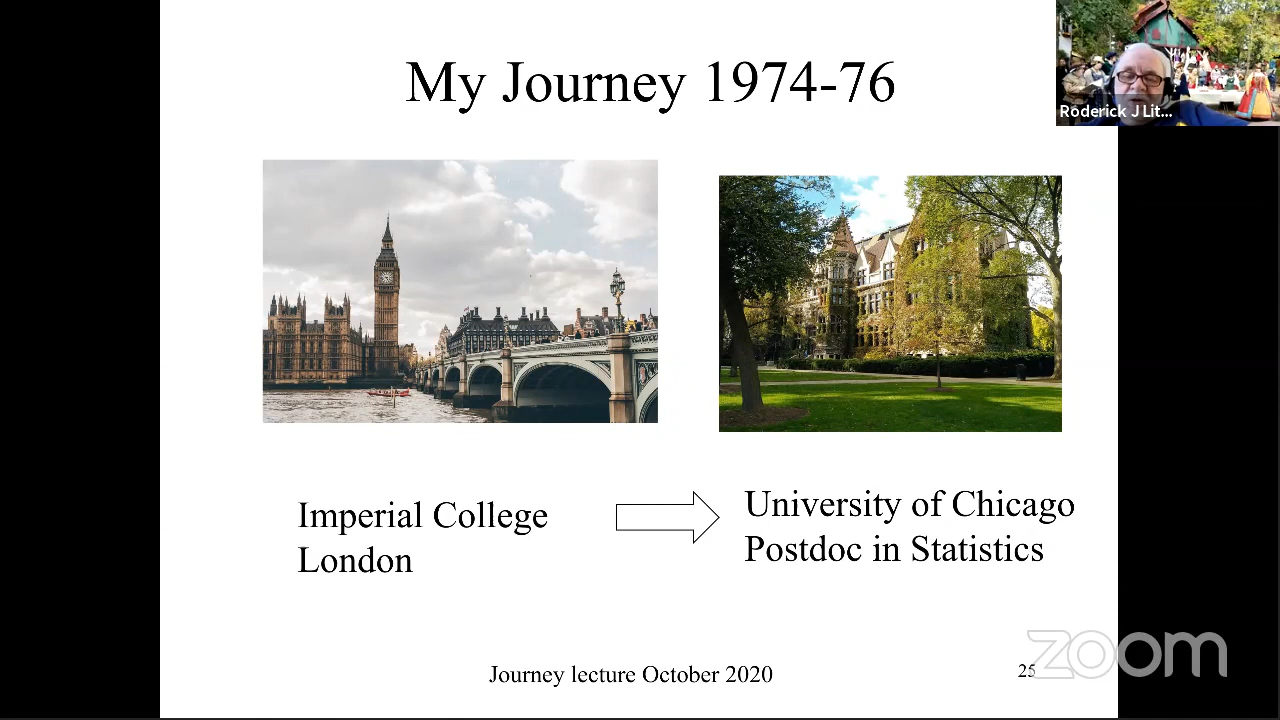 My Journey 1974-76
Roderick J Lit...
Imperial College
London
University of Chicago
Postdoc in Statistics
Journey lecture October 2020
25
zoom